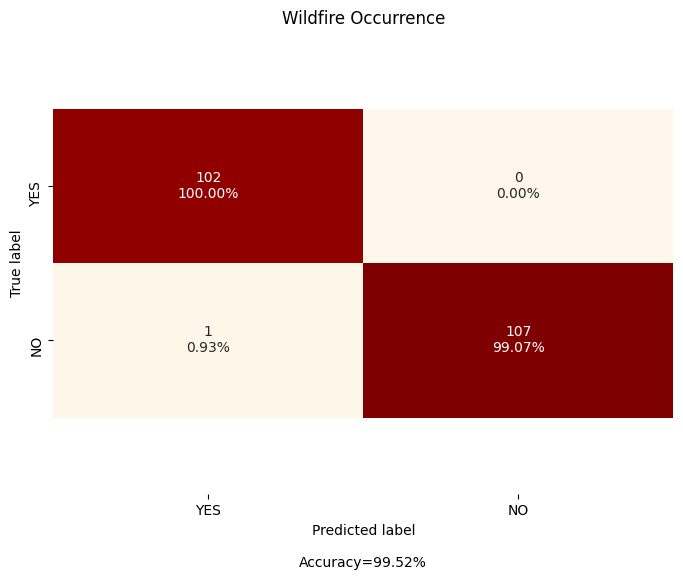 Wildfire Occurrence
True label
YES
102
100.00%
0
0.00%
NO
1
0.93%
107
99.07%
YES
NO
Predicted label
Accuracy=99.52%